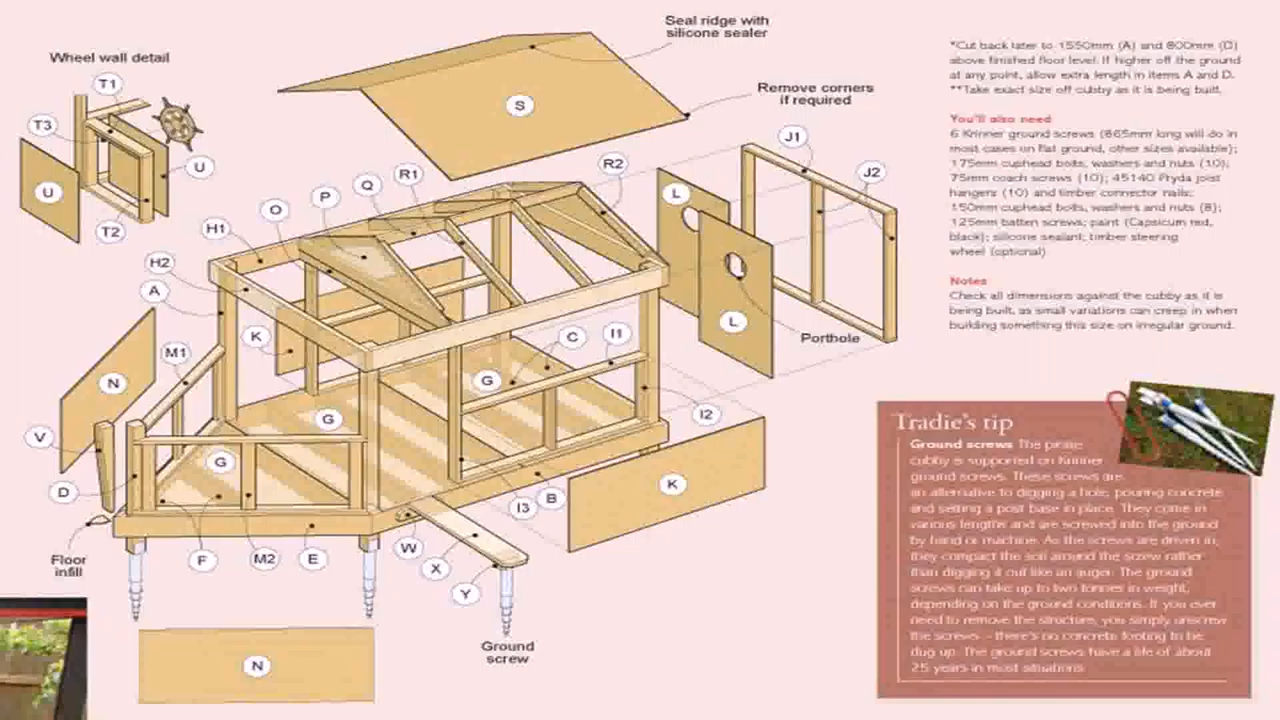 Seal ridge with
silicone sealer
Wheel wall detail
T1
T3
U
U
T2
S
Remove corners
if required
J1
J2
R2
R1
Q
P
O
H1
H2
A
L
L
Porthole
K
C
I1
M1
N
G
G
G
I2
V
D
K
B
I3
W
X
Y
E
M2
F
Floor
infill
Ground
screw
N
*Cut back later to 1550mm (A) and 800mm (D)
above finished floor level. If higher off the ground
at any point, allow extra length in items A and D.
**Take exact size off cubby as it is being built.
You'll also need
6 Krinner ground screws (865mm long will do in
most cases on flat ground, other sizes available);
175mm cuphead bolts, washers and nuts (10);
75mm coach screws (10); 45140 Pryda joist
hangers (10) and timber connector nails;
150mm cuphead bolts, washers and nuts (8);
125mm batten screws; paint (Capsicum red,
black); silicone sealant; timber steering
wheel (optional)
Notes
Check all dimensions against the cubby as it is
being built, as small variations can creep in when
building something this size on irregular ground.
Tradie's tip
Ground screws The pirate
cubby is supported on Krinner
ground screws. These screws are
an alternative to digging a hole, pouring concrete
and setting a post base in place. They come in
various lengths and are screwed into the ground
by hand or machine. As the screws are driven in,
they compact the soil around the screw rather
than digging it out like an auger. The ground
screws can take up to two tonnes in weight,
depending on the ground conditions. If you ever
need to remove the structure, you simply unscrew
the screws – there's no concrete footing to be
dug up. The ground screws have a life of about
25 years in most situations.